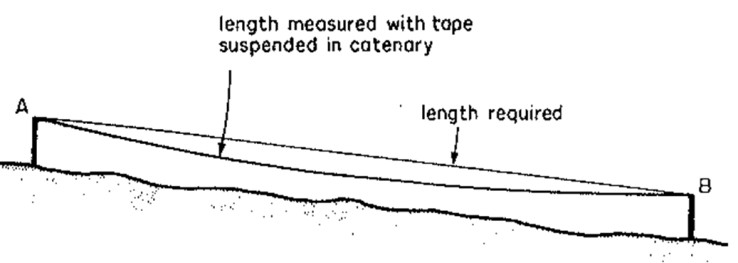 length measured with tape
suspended in catenary
A
length required
B